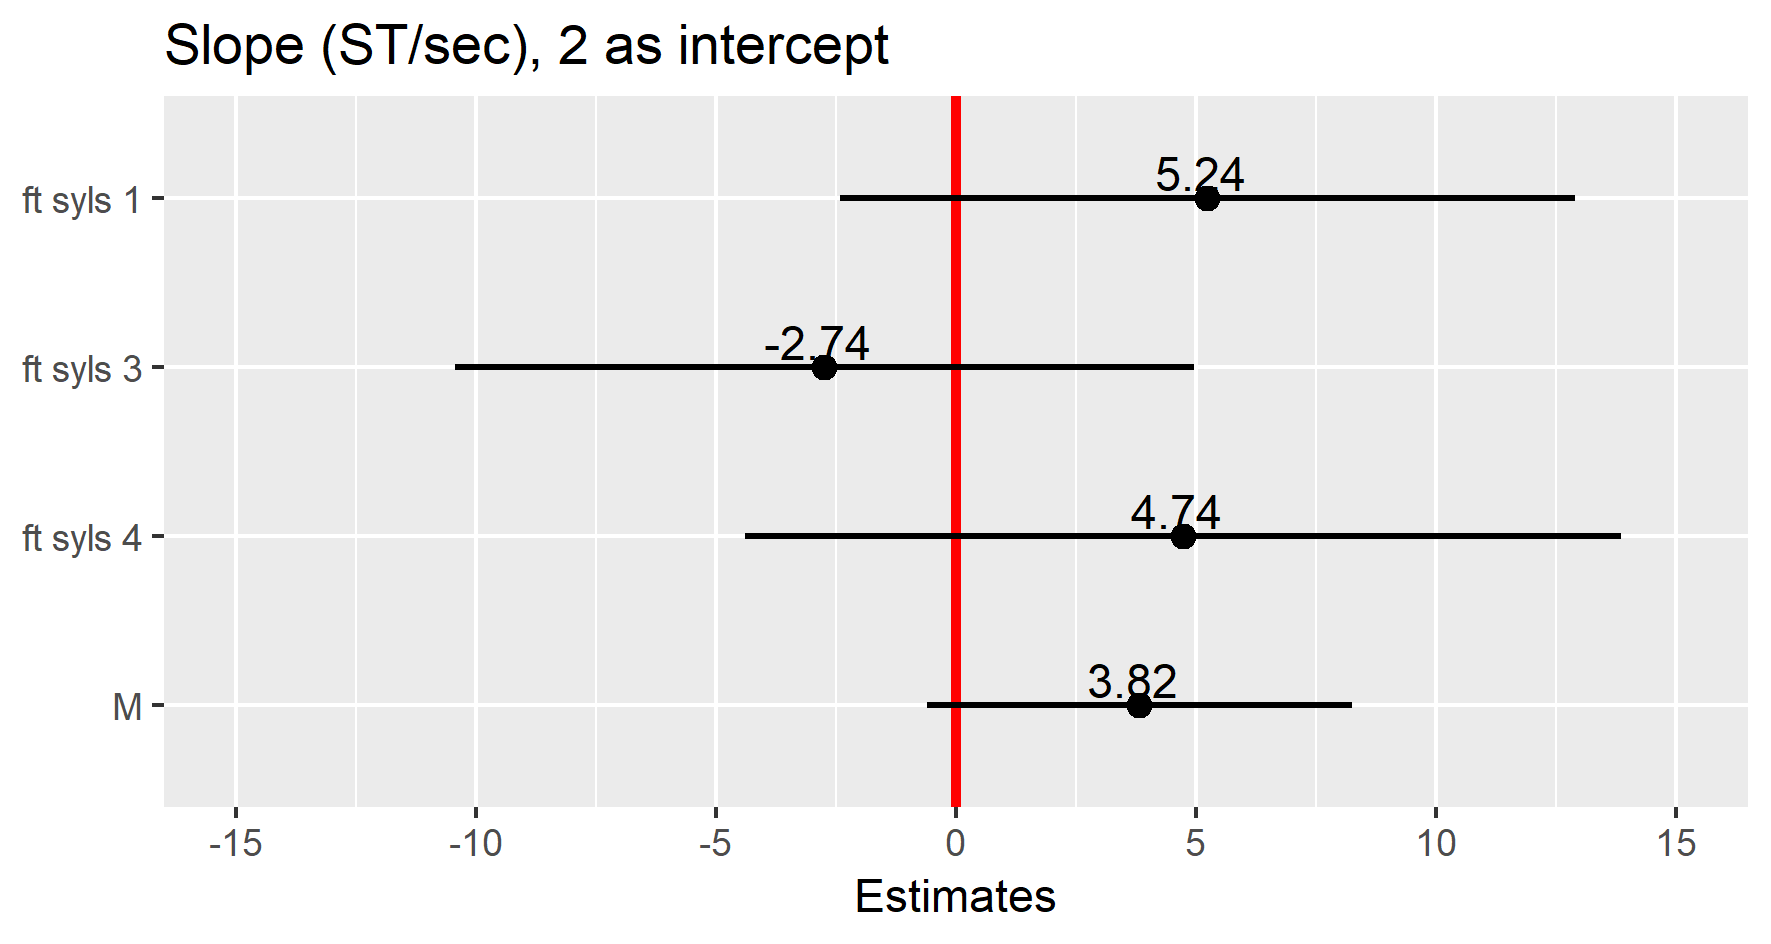 Slope (ST/sec), 2 as intercept
ft syls 1
5.24
ft syls 3
-2.74
ft syls 4
4.74
M
3.82
-15 -10 -5 0 5 10 15
Estimates